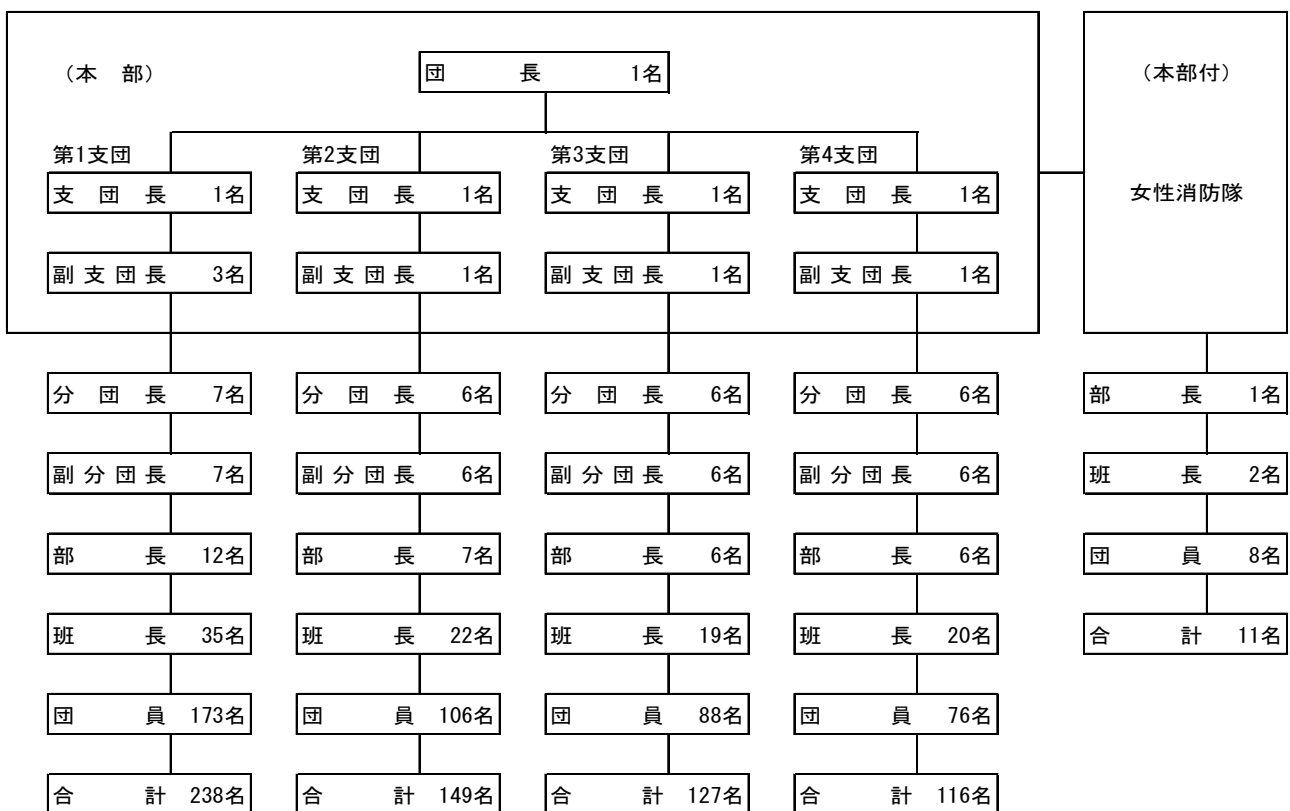 （本　部）
団　長　1名
（本部付）
第1支団　第2支団　第3支団　第4支団
支　団　長　1名　支　団　長　1名　支　団　長　1名　支　団　長　1名
女性消防隊
副　支　団　長　3名　副　支　団　長　1名　副　支　団　長　1名　副　支　団　長　1名
分　団　長　7名　分　団　長　6名　分　団　長　6名　分　団　長　6名　部　長　1名
副　分　団　長　7名　副　分　団　長　6名　副　分　団　長　6名　副　分　団　長　6名　班　長　2名
部　長　12名　部　長　7名　部　長　6名　部　長　6名　団　員　8名
班　長　35名　班　長　22名　班　長　19名　班　長　20名　合　計　11名
団　員　173名　団　員　106名　団　員　88名　団　員　76名
合　計　238名　合　計　149名　合　計　127名　合　計　116名